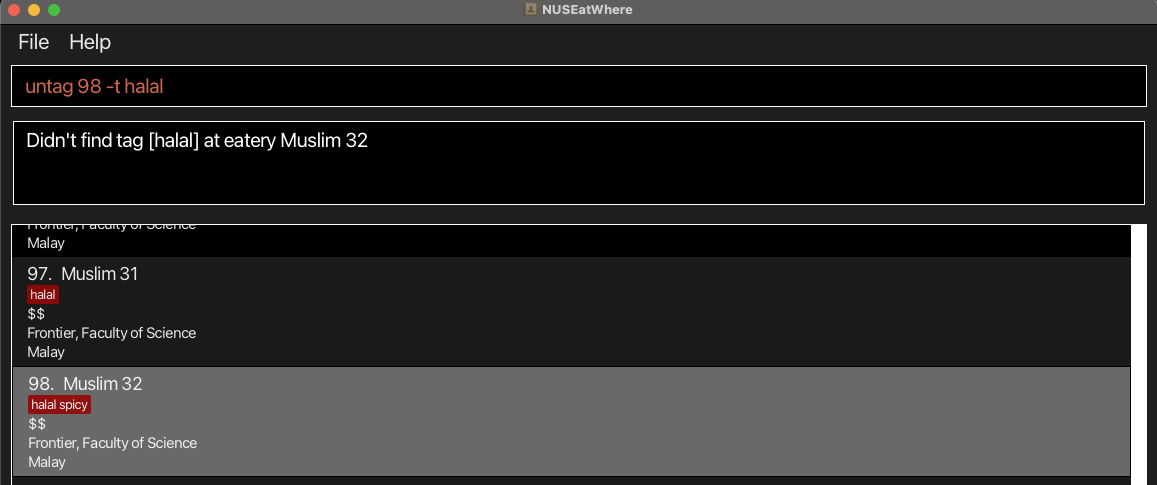 NUSEatWhere
File Help
untag 98 -t halal
Didn't find tag [halal] at eatery Muslim 32
Frontier, Faculty of Science
Malay
97. Muslim 31
halal
$$
Frontier, Faculty of Science
Malay
98. Muslim 32
halal spicy
$$
Frontier, Faculty of Science
Malay